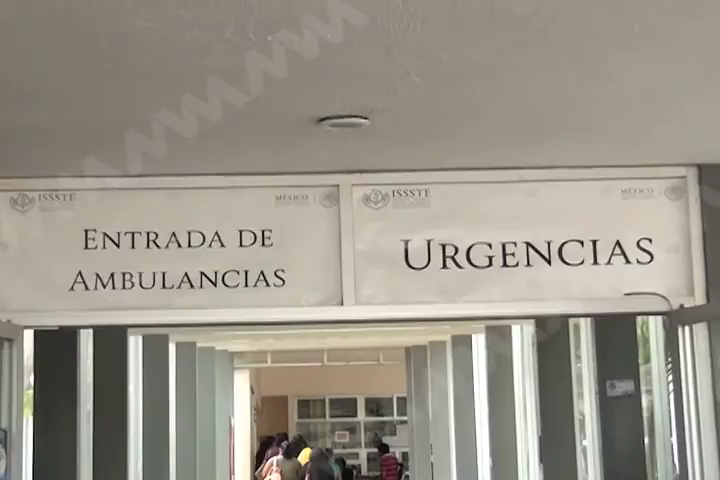 ISSSTE
MÉXICO
ENTRADA DE
AMBULANCIAS
ISSSTE
MÉXICO
URGENCIAS